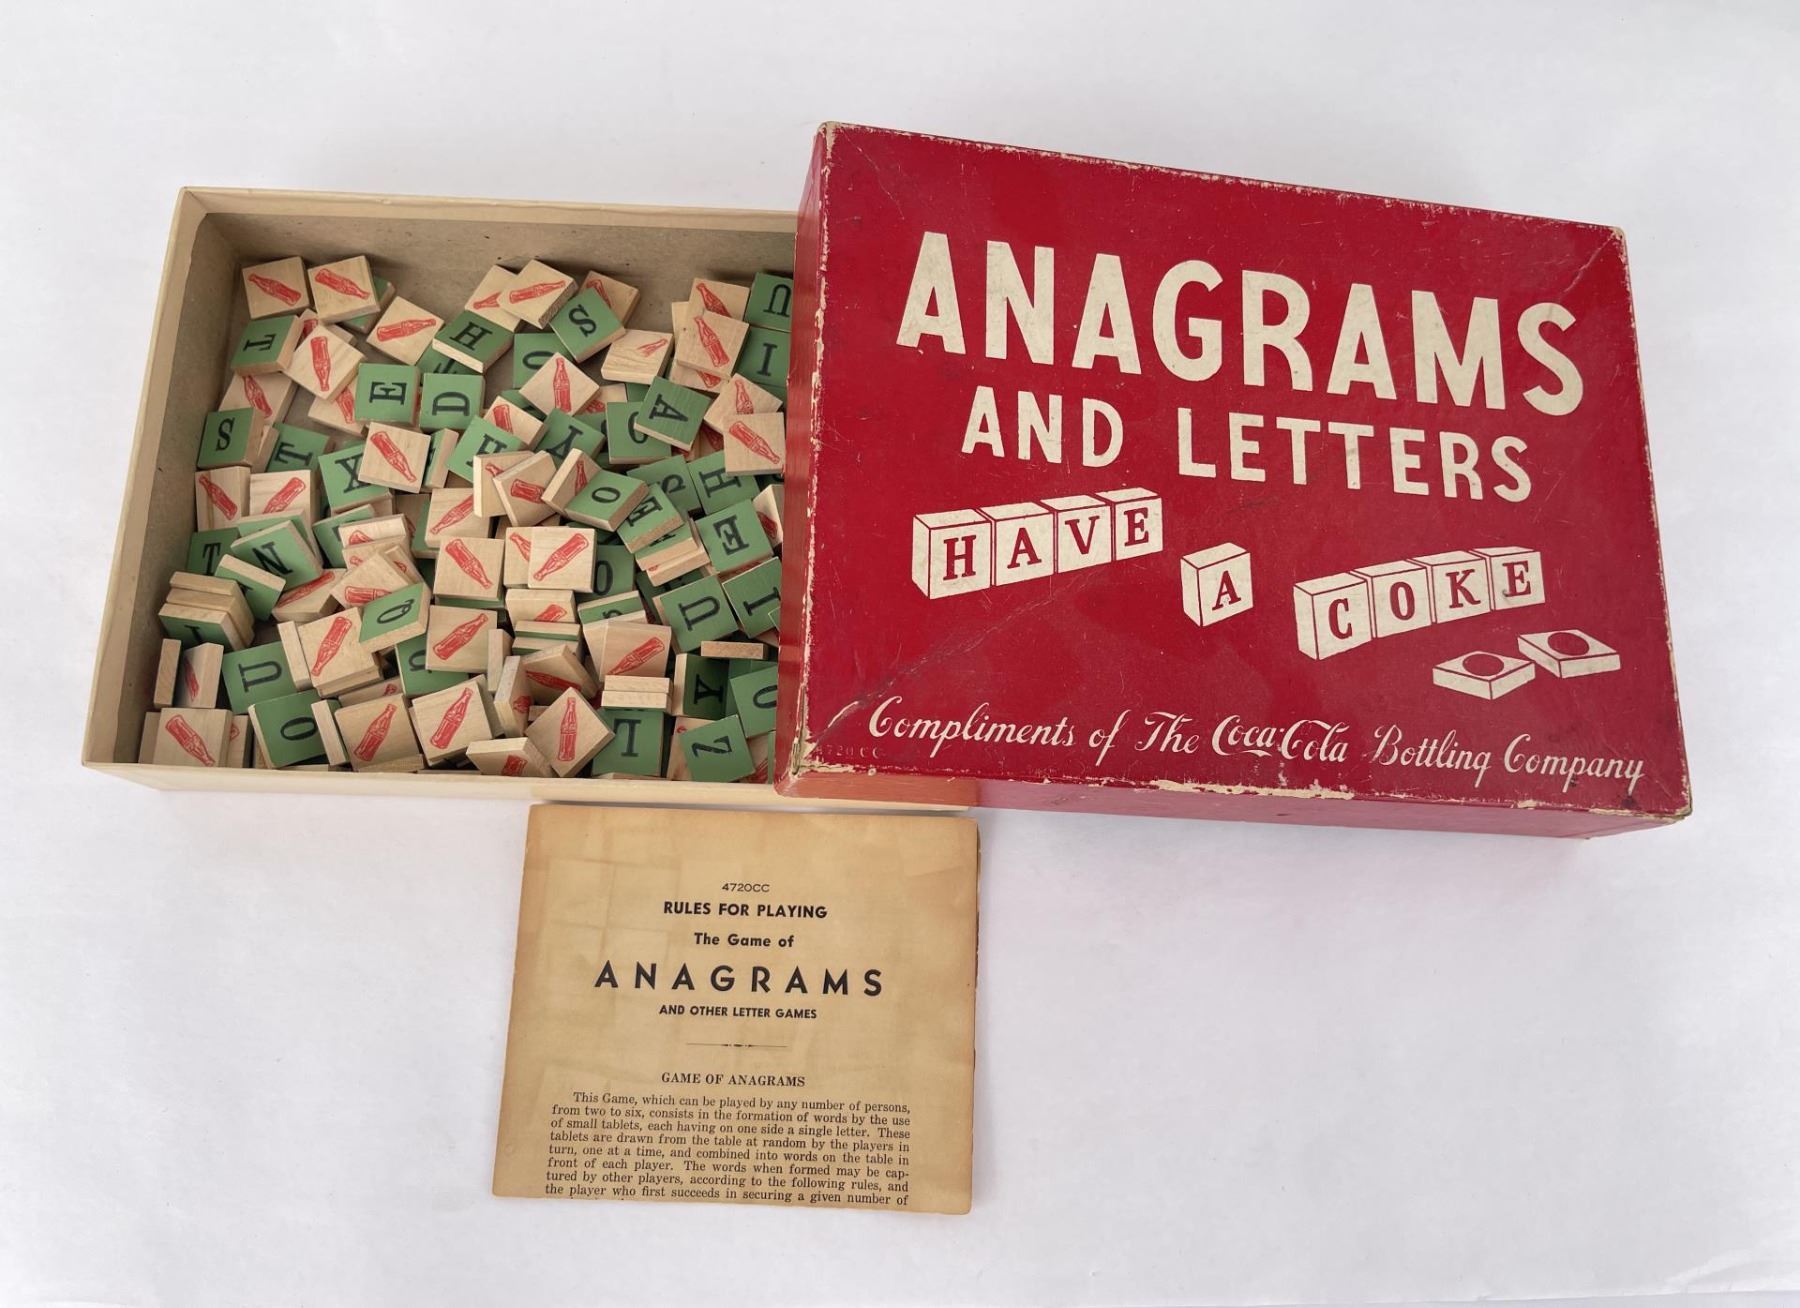 ANAGRAMS
AND LETTERS
HAVE
A
COKE
Compliments of The Coca-Cola Bottling Company
4720CC
4720CC
RULES FOR PLAYING
The Game of
ANAGRAMS
AND OTHER LETTER GAMES
GAME OF ANAGRAMS
This Game, which can be played by any number of persons,
from two to six, consists in the formation of words by the use
of small tablets, each having on one side a single letter. These
tablets are drawn from the table at random by the players in
turn, one at a time, and combined into words on the table in
front of each player. The words when formed may be cap-
tured by other players, according to the following rules, and
the player who first succeeds in securing a given number of
U
T
H
S
I
E
D
A
S
T
X
H
Y
C
O
H
E
E
T
N
O
U
I
Q
U
Y
O
O
L
Z